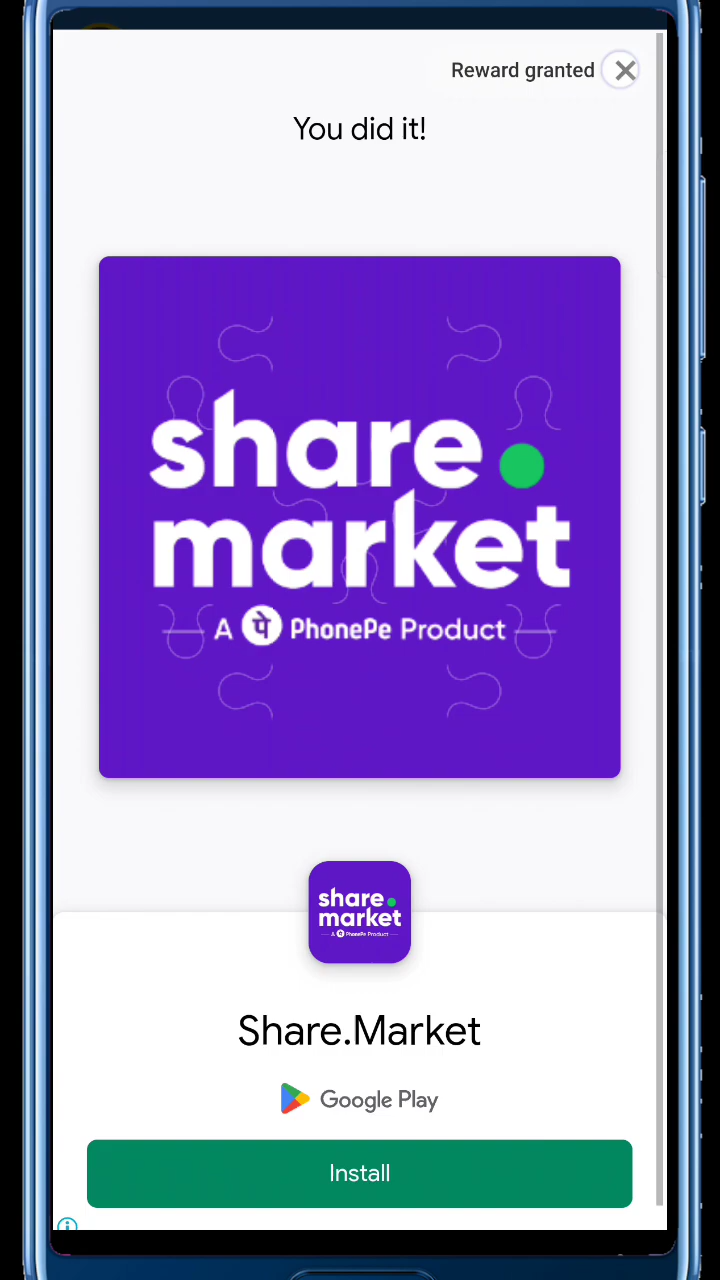 Reward granted
You did it!
share.
market
A पे PhonePe Product
share.
market
A पे PhonePe Product
Share.Market
Google Play
Install